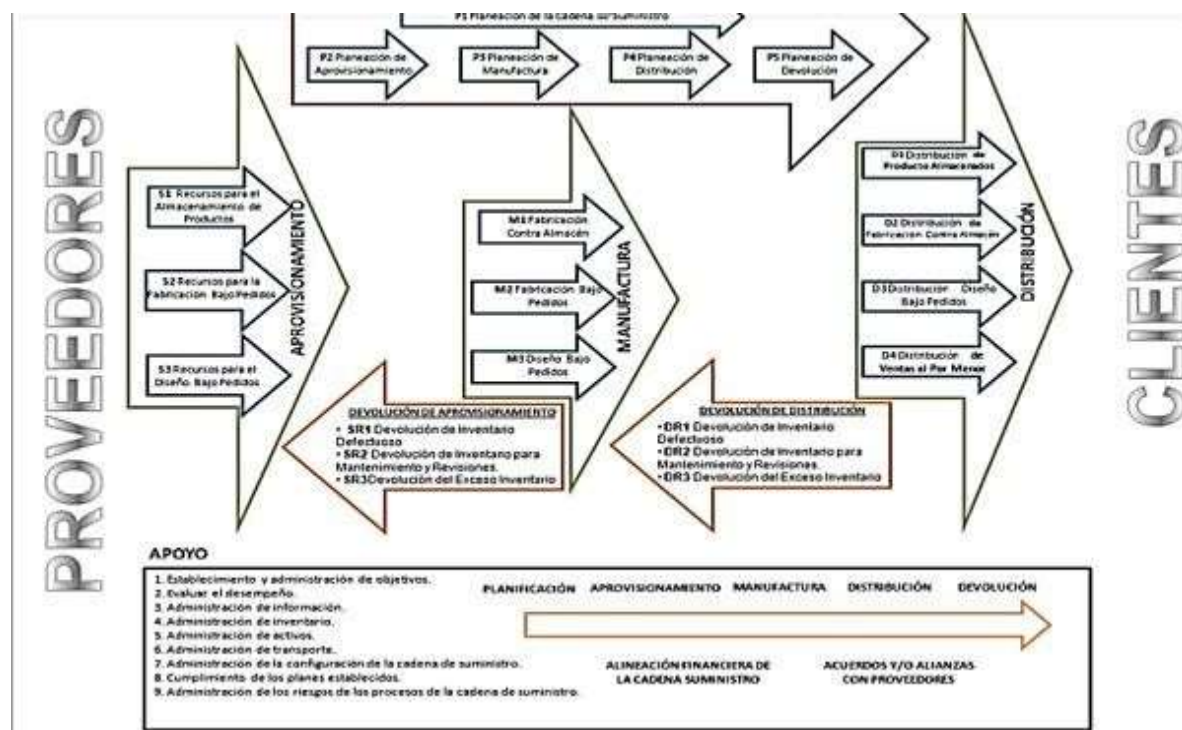 P1 Planeación de la Cadena de Suministro
P2 Planeación de
Aprovisionamiento
P3 Planeación de
Manufactura
P4 Planeación de
Distribución
P5 Planeación de
Devolución
PROVEEDORES
S1 Recursos para el
Almacenamiento de
Productos
S2 Recursos para la
Fabricación Bajo Pedidos
S3 Recursos para el
Diseño Bajo Pedidos
APROVISIONAMIENTO
M1 Fabricación
Contra Almacén
M2 Fabricación Bajo
Pedidos
M3 Diseño Bajo
Pedidos
MANUFACTURA
D1 Distribución de
Producto Almacenados
D2 Distribución de
Fabricación Contra Almacén
D3 Distribución Diseño
Bajo Pedidos
D4 Distribución de
Ventas al Por Menor
DISTRIBUCIÓN
CLIENTES
DEVOLUCIÓN DE APROVISIONAMIENTO
• SR1 Devolución de Inventario
Defectuoso
• SR2 Devolución de Inventario para
Mantenimiento y Revisiones.
• SR3 Devolución del Exceso Inventario
DEVOLUCIÓN DE DISTRIBUCIÓN
• DR1 Devolución de Inventario
Defectuoso
• DR2 Devolución de Inventario para
Mantenimiento y Revisiones.
• DR3 Devolución del Exceso Inventario
APOYO
1. Establecimiento y administración de objetivos.
2. Evaluar el desempeño.
3. Administración de información.
4. Administración de inventario.
5. Administración de activos.
6. Administración de transporte.
7. Administración de la configuración de la cadena de suministro.
8. Cumplimiento de los planes establecidos.
9. Administración de los riesgos de los procesos de la cadena de suministro.
PLANIFICACIÓN APROVISIONAMIENTO MANUFACTURA DISTRIBUCIÓN DEVOLUCIÓN
ALINEACIÓN FINANCIERA DE
LA CADENA SUMINISTRO
ACUERDOS Y/O ALIANZAS
CON PROVEEDORES